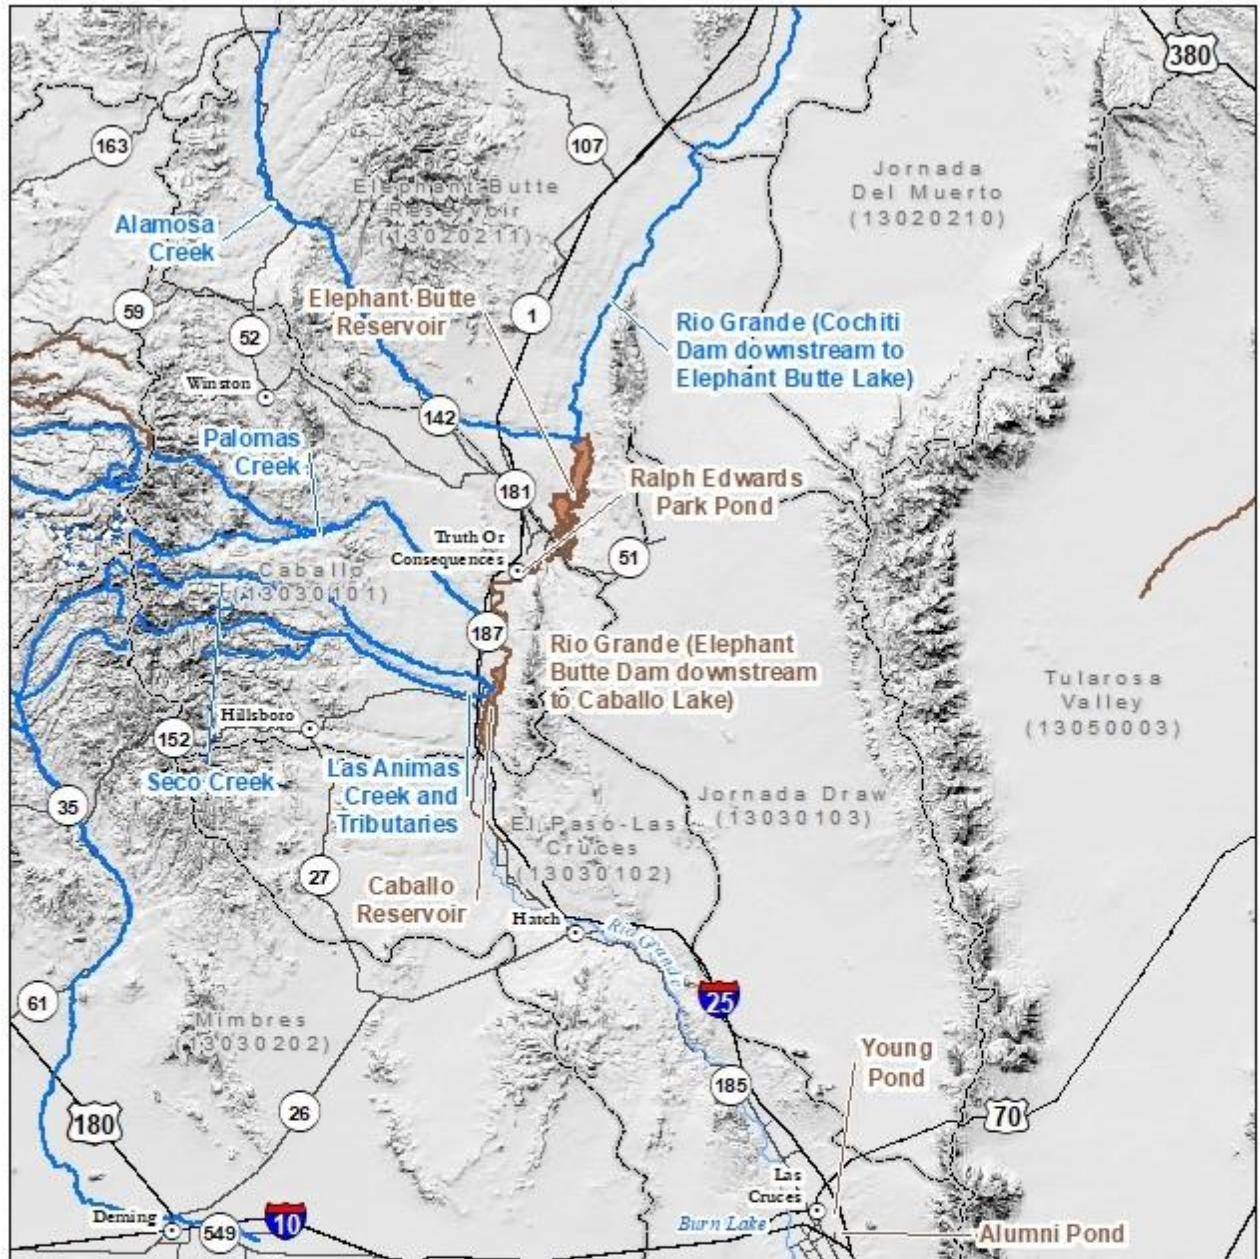 380
163
107
Jornada
Del Muerto
(13020210)
Elephant Butte
Reservoir
(13020211)
Alamosa
Creek
59
52
1
Elephant Butte
Reservoir
Rio Grande (Cochiti
Dam downstream to
Elephant Butte Lake)
Winston
142
Palomas
Creek
181
Ralph Edwards
Park Pond
Truth Or
Consequences
51
Caballo
(13030101)
187
Rio Grande (Elephant
Butte Dam downstream
to Caballo Lake)
Tularosa
Valley
(13050003)
Hillsboro
152
Seco Creek
Las Animas
Creek and
Tributaries
35
Jornada Draw
(13030103)
El Paso-Las
Cruces
(13030102)
27
Caballo
Reservoir
Hatch
Rio Grande
25
61
Mimbres
(13030202)
Young
Pond
185
26
180
70
Las
Cruces
Deming
549
10
Burn Lake
Alumni Pond